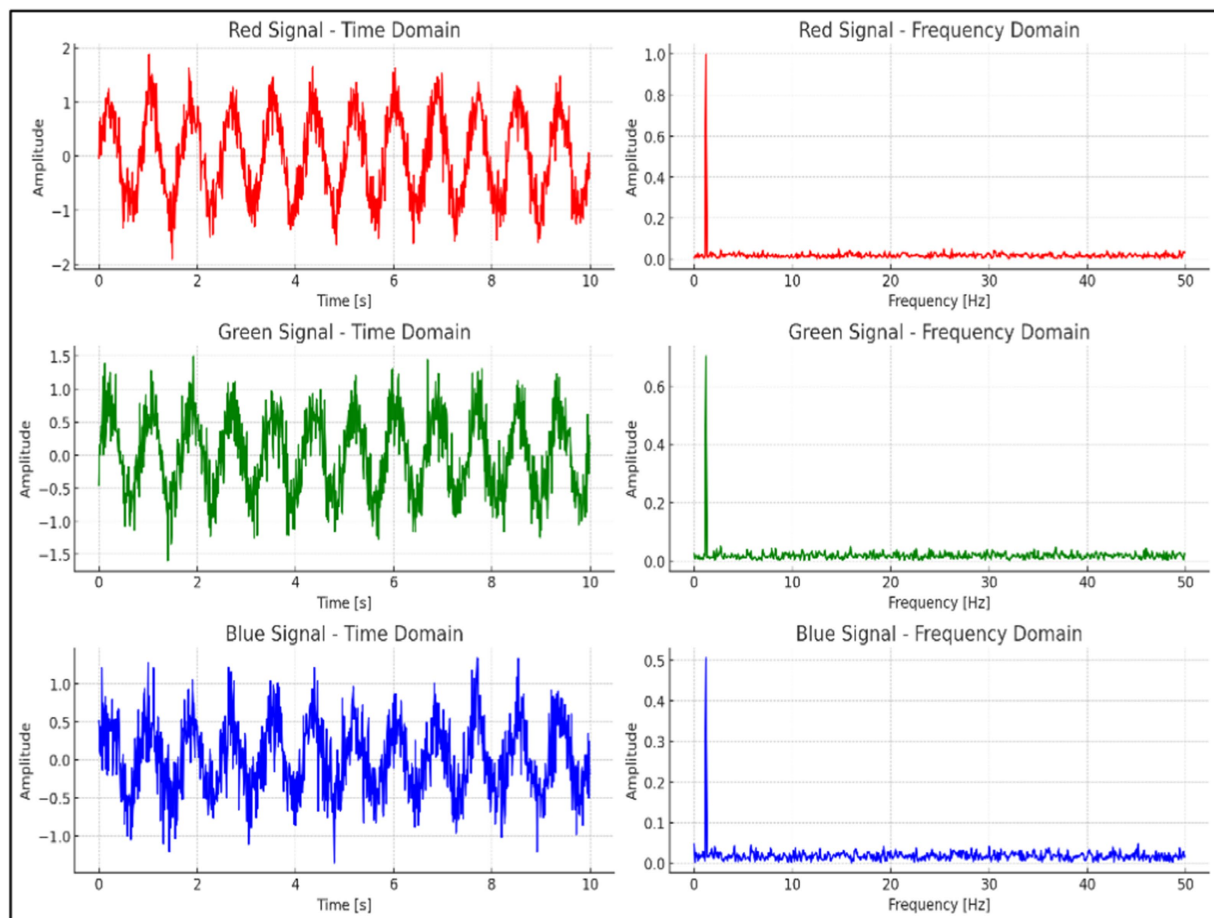 Red Signal - Time Domain
Amplitude
2
1
0
−1
−2
0 2 4 6 8 10
Time [s]
Red Signal - Frequency Domain
Amplitude
1.0
0.8
0.6
0.4
0.2
0.0
0 10 20 30 40 50
Frequency [Hz]
Green Signal - Time Domain
Amplitude
1.5
1.0
0.5
0.0
−0.5
−1.0
−1.5
0 2 4 6 8 10
Time [s]
Green Signal - Frequency Domain
Amplitude
0.6
0.4
0.2
0.0
0 10 20 30 40 50
Frequency [Hz]
Blue Signal - Time Domain
Amplitude
1.0
0.5
0.0
−0.5
−1.0
0 2 4 6 8 10
Time [s]
Blue Signal - Frequency Domain
Amplitude
0.5
0.4
0.3
0.2
0.1
0.0
0 10 20 30 40 50
Frequency [Hz]